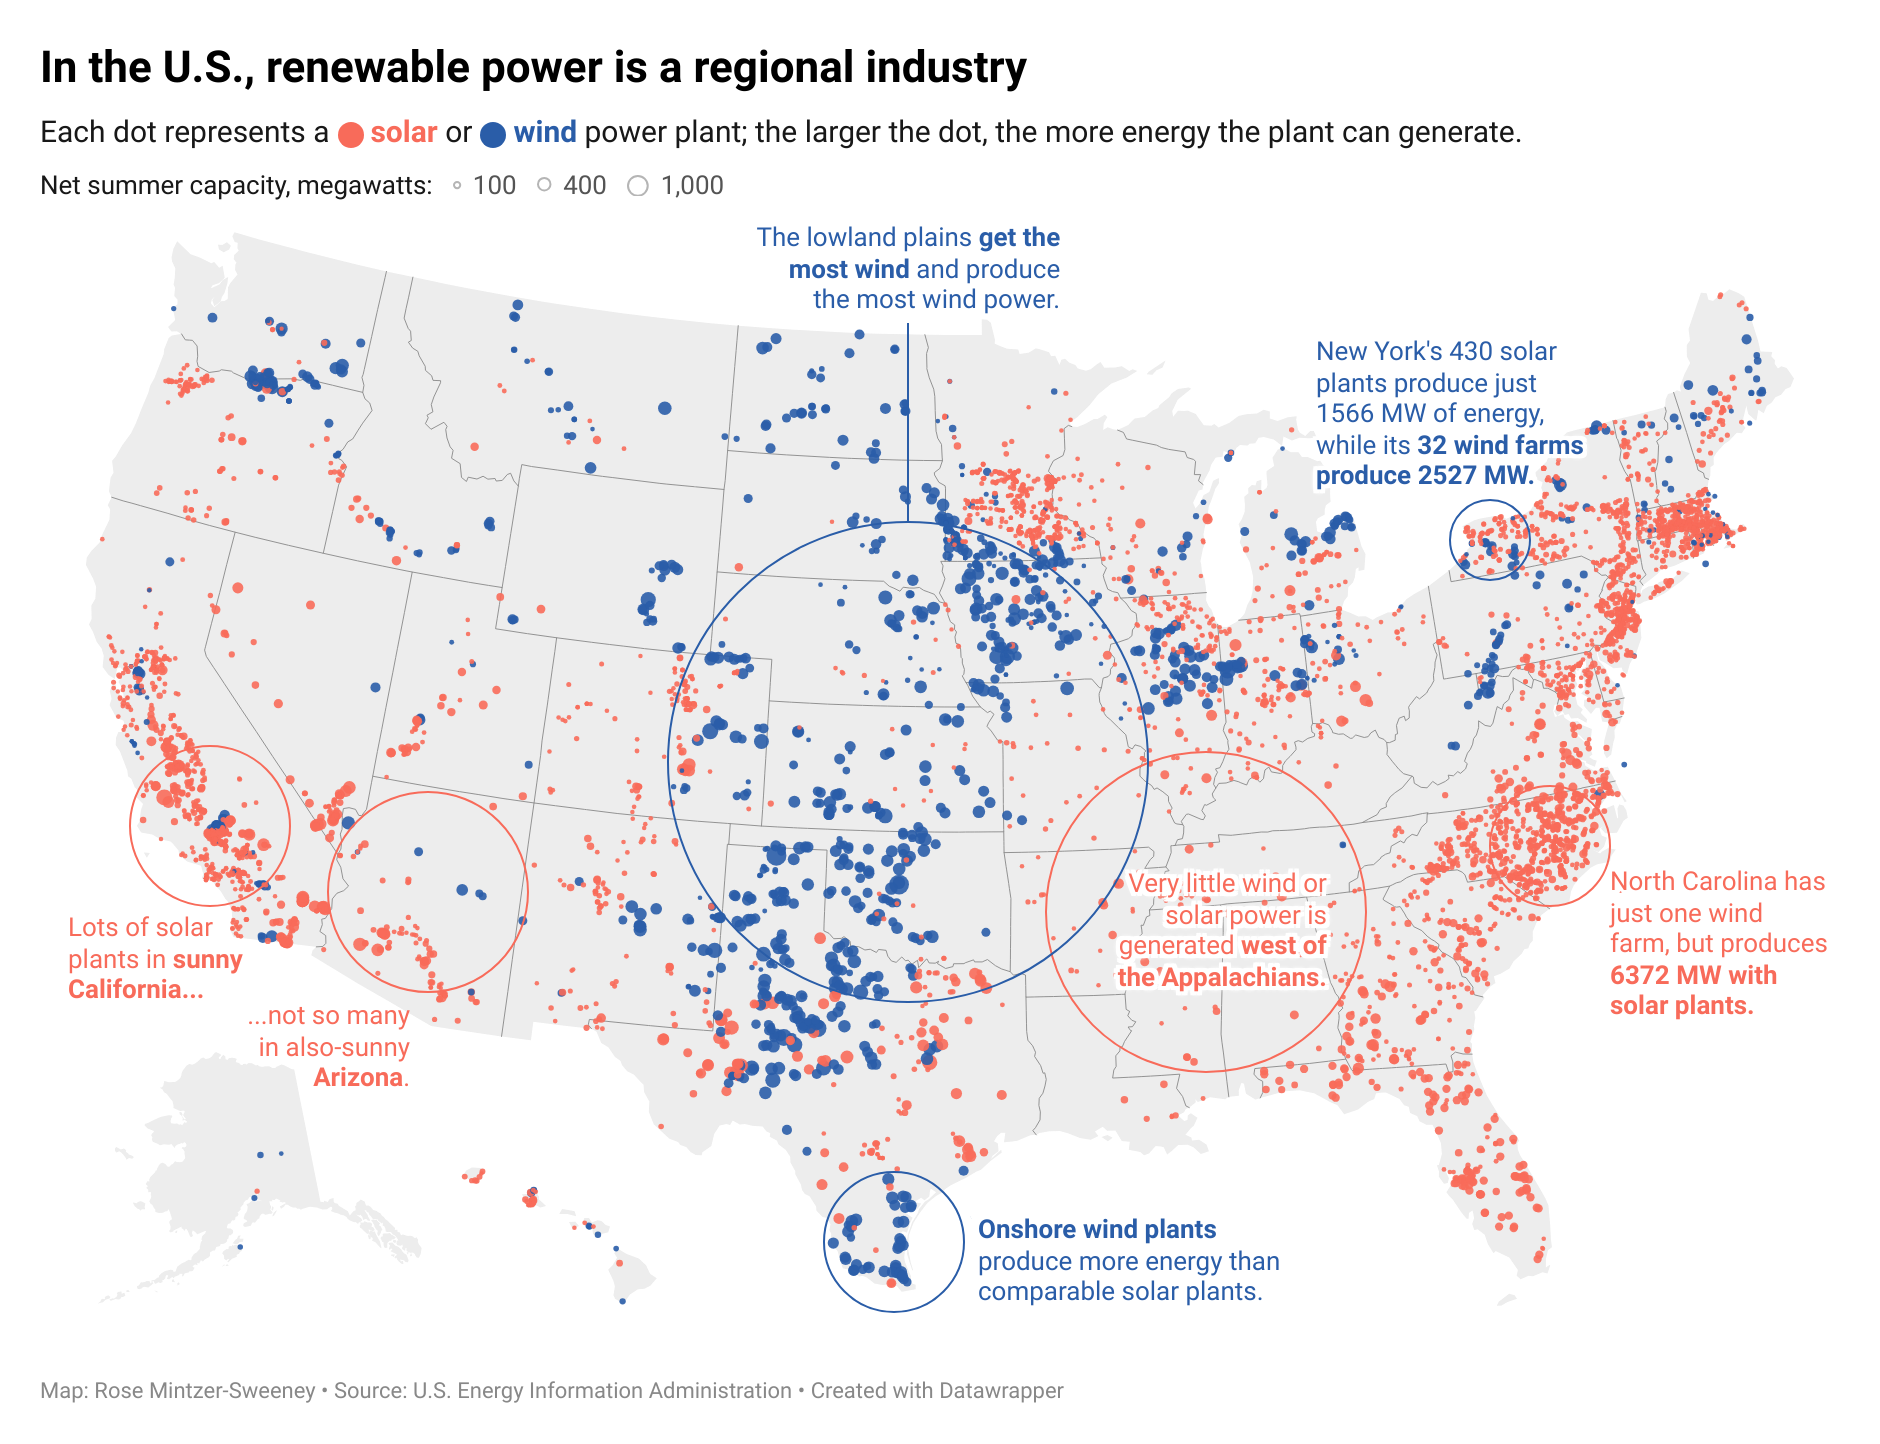 In the U.S., renewable power is a regional industry
Each dot represents a solar or wind power plant; the larger the dot, the more energy the plant can generate.
Net summer capacity, megawatts: 100 400 1,000
The lowland plains get the
most wind and produce
the most wind power.
New York's 430 solar
plants produce just
1566 MW of energy,
while its 32 wind farms
produce 2527 MW.
Very little wind or
solar power is
generated west of
the Appalachians.
North Carolina has
just one wind
farm, but produces
6372 MW with
solar plants.
Lots of solar
plants in sunny
California...
...not so many
in also-sunny
Arizona.
Onshore wind plants
produce more energy than
comparable solar plants.
Map: Rose Mintzer-Sweeney • Source: U.S. Energy Information Administration • Created with Datawrapper